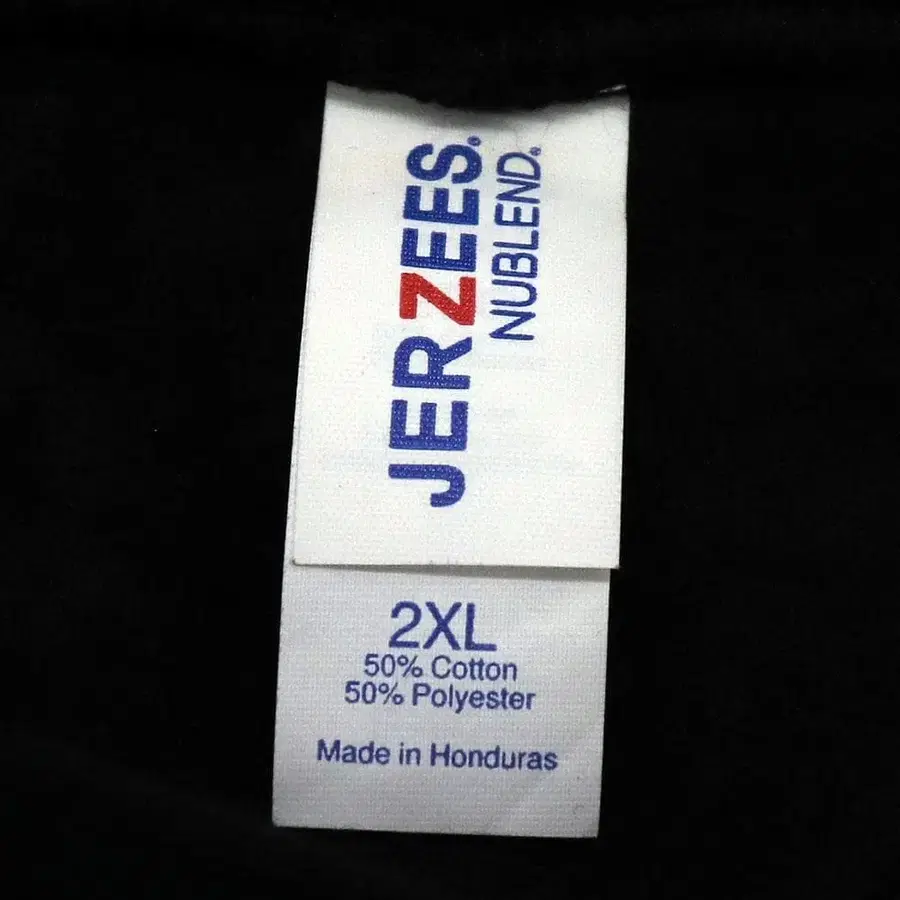 JERZEES®
NUBLEND®
2XL
50% Cotton
50% Polyester
Made in Honduras